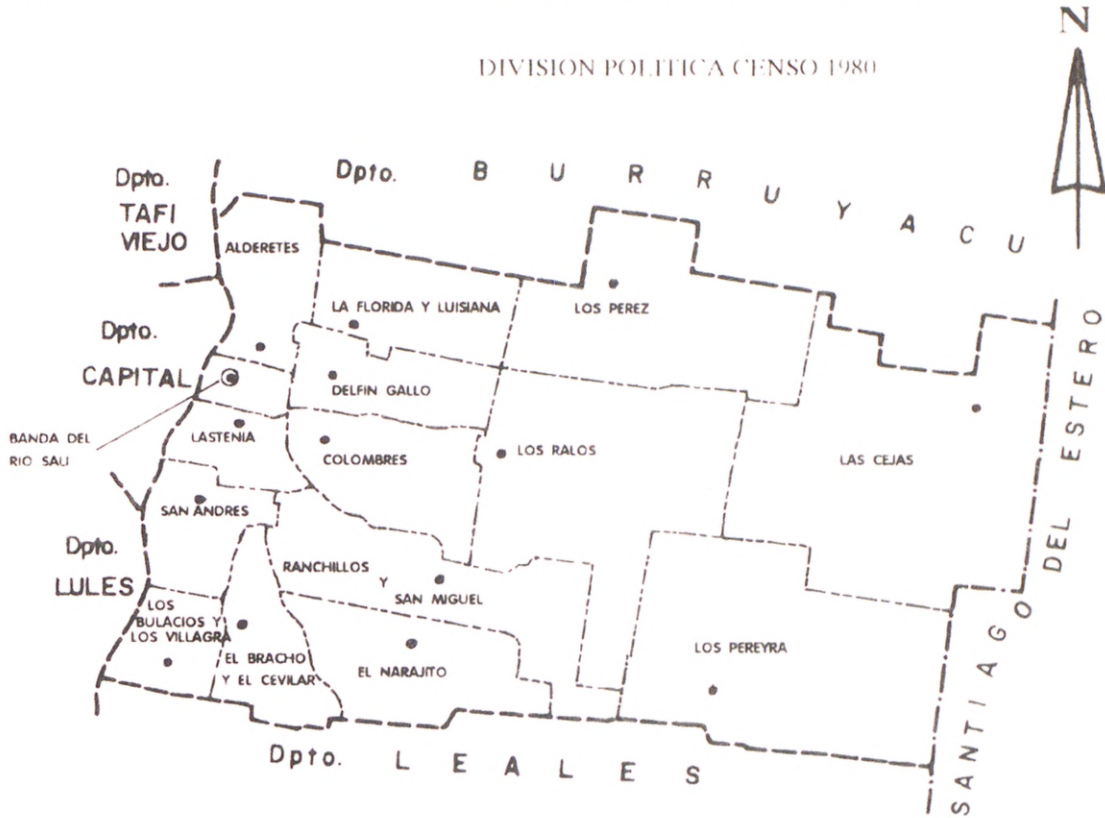 N
DIVISION POLITICA CENSO 1980
Dpto. BURRUYACU
Dpto.
TAFI
VIEJO
ALDERETES
LA FLORIDA Y LUISIANA
LOS PEREZ
Dpto.
CAPITAL
DELFIN GALLO
BANDA DEL
RIO SALI
LASTENIA
COLOMBRES
LOS RALOS
LAS CEJAS
SAN ANDRES
Dpto.
LULES
RANCHILLOS
Y
SAN MIGUEL
LOS
BULACIOS Y
LOS VILLAGRA
EL BRACHO
Y EL CEVILAR
EL NARAJITO
LOS PEREYRA
Dpto. LEALES
SANTIAGO DEL ESTERO